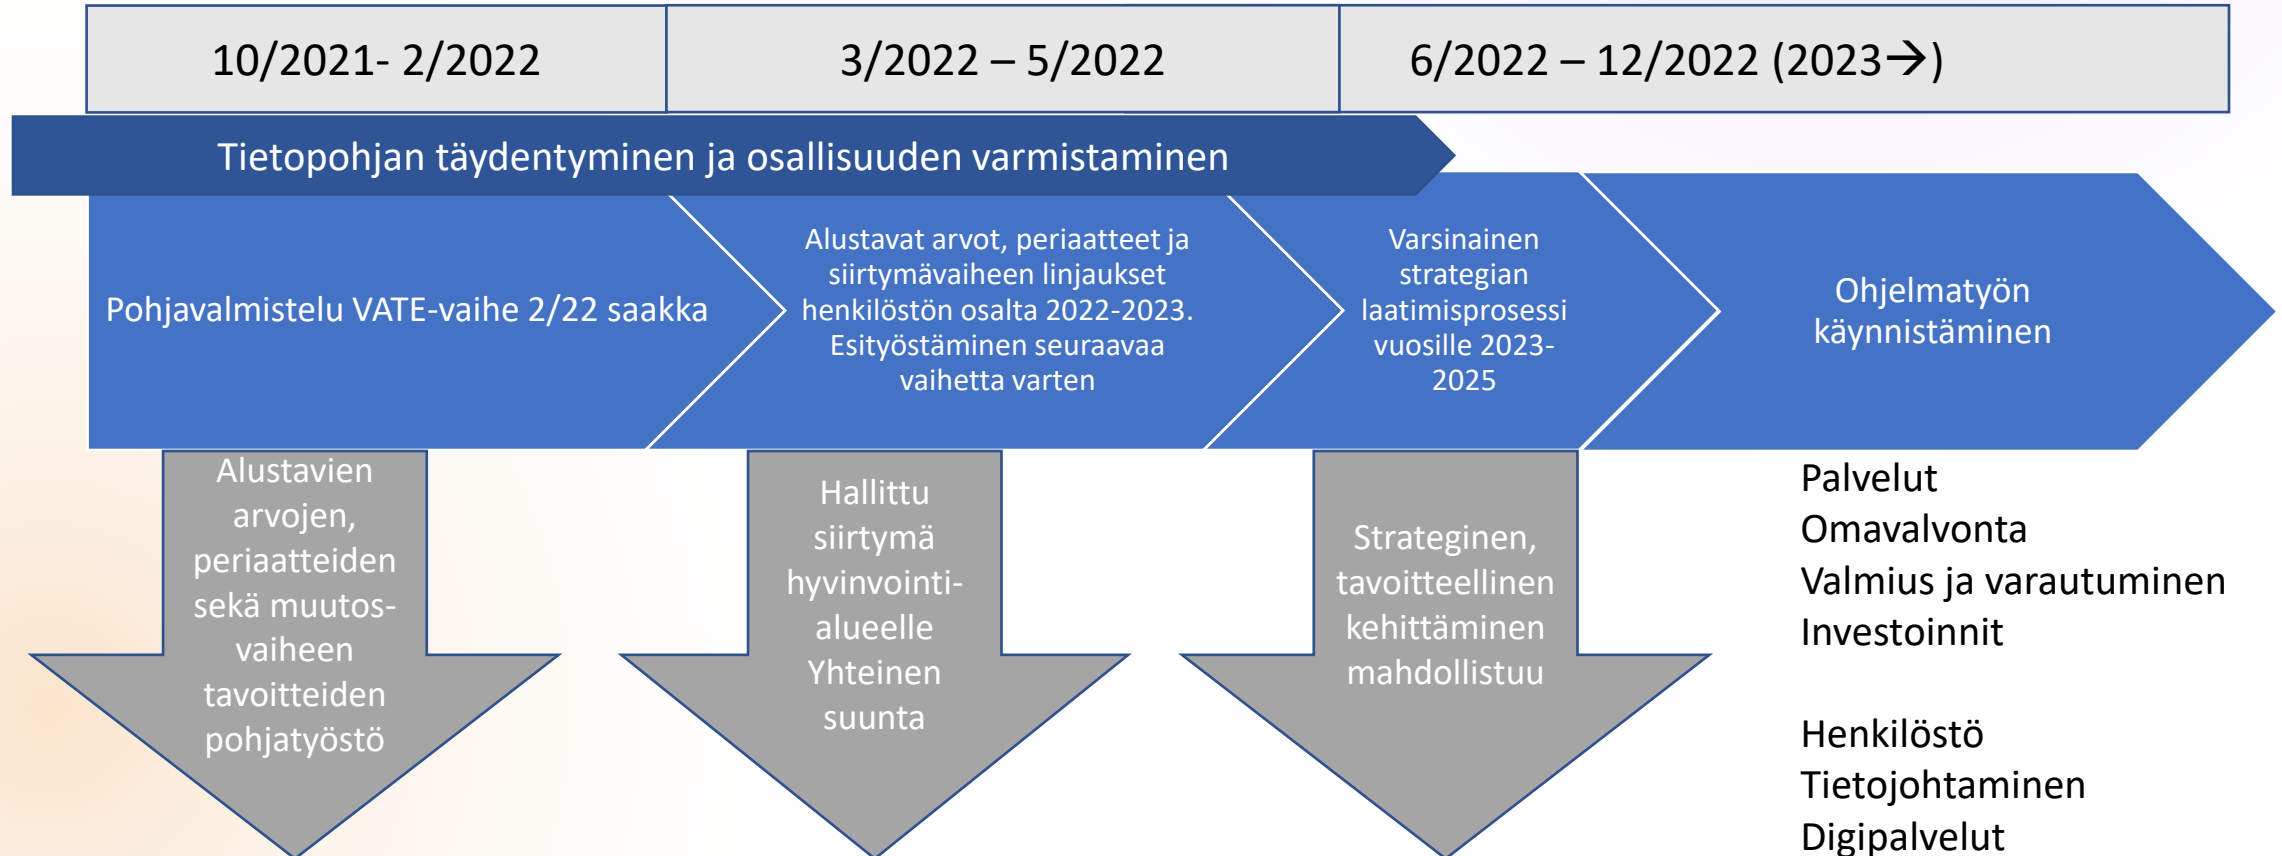 10/2021- 2/2022
3/2022 – 5/2022
6/2022 – 12/2022 (2023→)
Tietopohjan täydentyminen ja osallisuuden varmistaminen
Pohjavalmistelu VATE-vaihe 2/22 saakka
Alustavat arvot, periaatteet ja
siirtymävaiheen linjaukset
henkilöstön osalta 2022-2023.
Esityöstäminen seuraavaa
vaihetta varten
Varsinainen
strategian
laatimisprosessi
vuosille 2023-
2025
Ohjelmatyön
käynnistäminen
Alustavien
arvojen,
periaatteiden
sekä muutos-
vaiheen
tavoitteiden
pohjatyöstö
Hallittu
siirtymä
hyvinvointi-
alueelle
Yhteinen
suunta
Strateginen,
tavoitteellinen
kehittäminen
mahdollistuu
Palvelut
Omavalvonta
Valmius ja varautuminen
Investoinnit
Henkilöstö
Tietojohtaminen
Digipalvelut